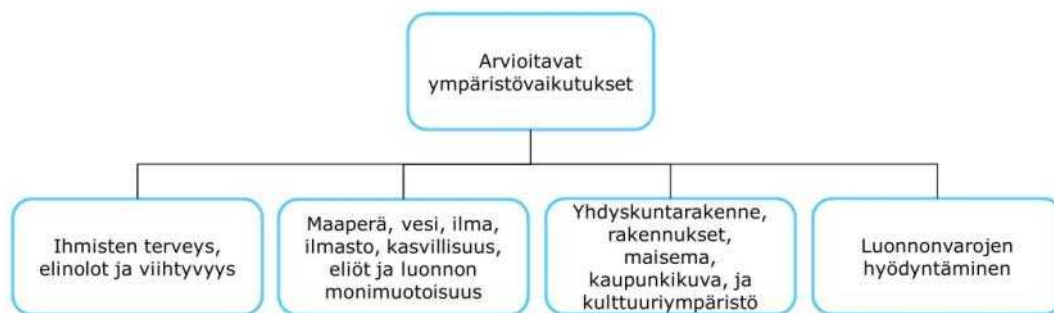 Arvioitavat
ympäristövaikutukset
Ihmisten terveys,
elinolot ja viihtyvyys
Maaperä, vesi, ilma,
ilmasto, kasvillisuus,
eliöt ja luonnon
monimuotoisuus
Yhdyskuntarakenne,
rakennukset,
maisema,
kaupunkikuva, ja
kulttuuriympäristö
Luonnonvarojen
hyödyntäminen